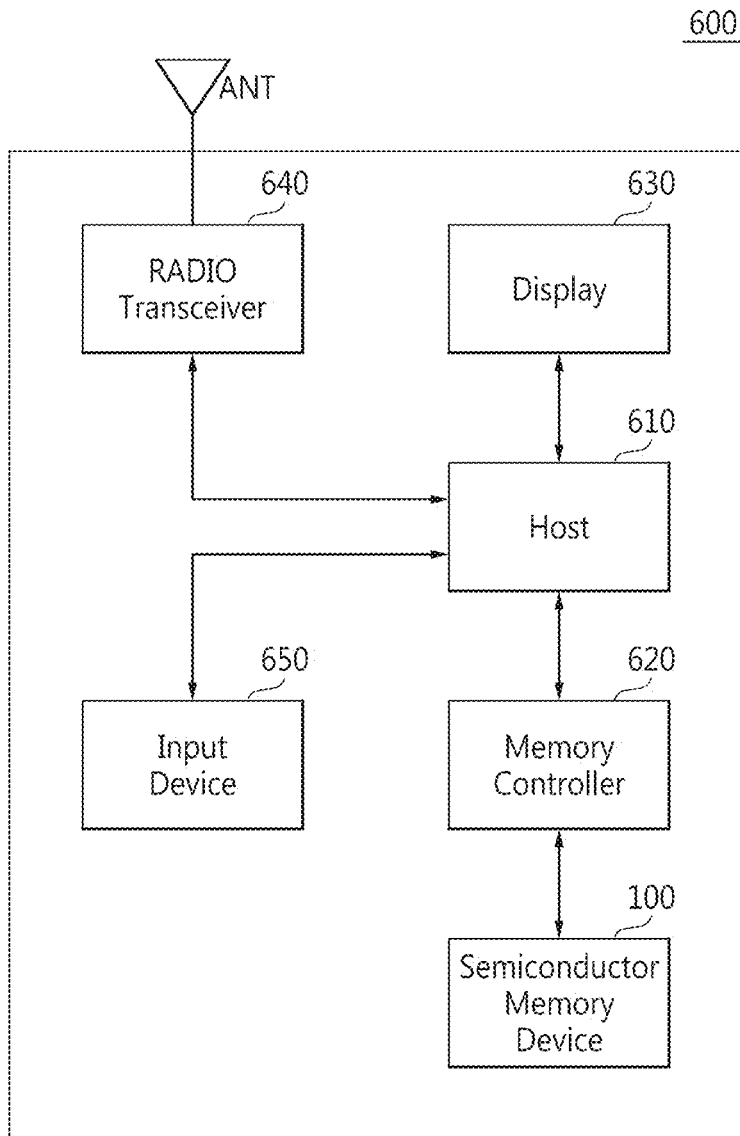 600
ANT
640
RADIO
Transceiver
630
Display
610
Host
650
Input
Device
620
Memory
Controller
100
Semiconductor
Memory
Device